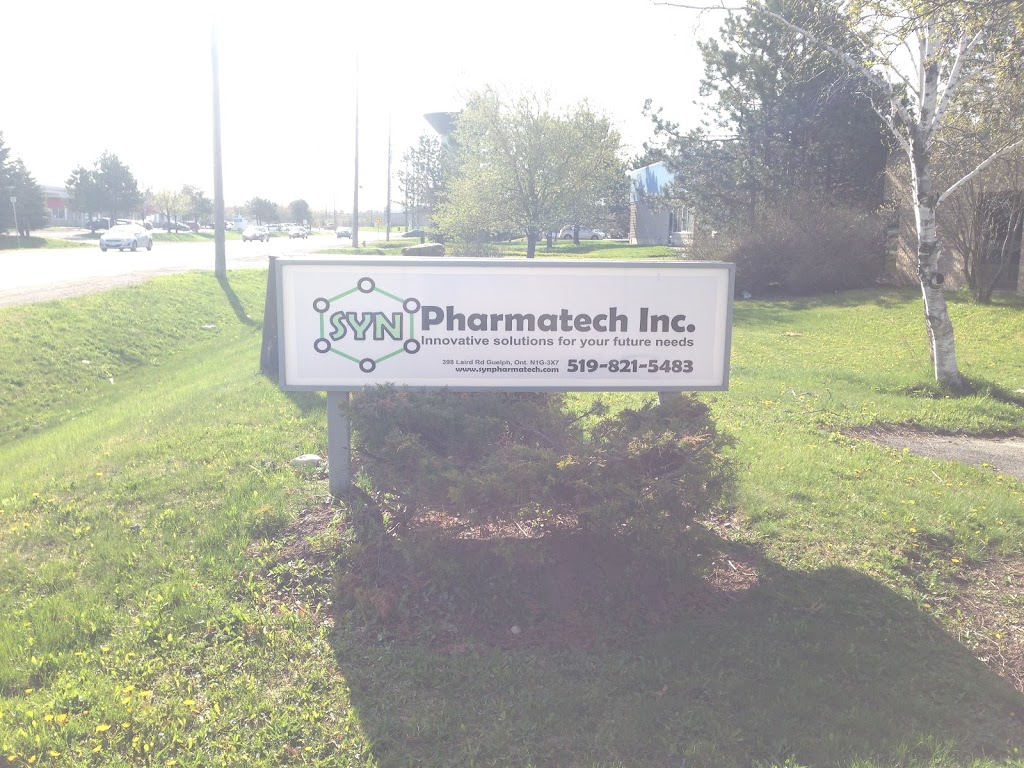 SYN Pharmatech Inc.
Innovative solutions for your future needs
398 Laird Rd Guelph, Ont. N1G-3X7
www.synpharmatech.com 519-821-5483